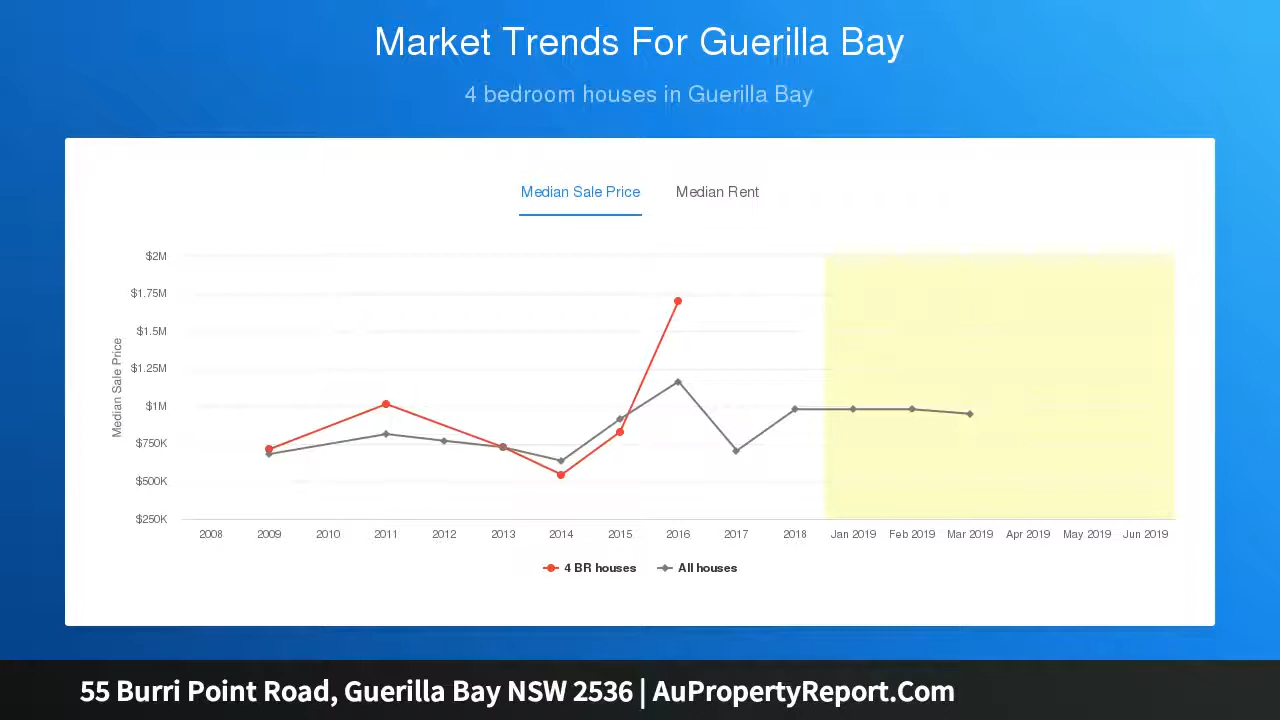 Market Trends For Guerilla Bay
4 bedroom houses in Guerilla Bay
Median Sale Price Median Rent
Median Sale Price
$2M
$1.75M
$1.5M
$1.25M
$1M
$750K
$500K
$250K
2008 2009 2010 2011 2012 2013 2014 2015 2016 2017 2018 Jan 2019 Feb 2019 Mar 2019 Apr 2019 May 2019 Jun 2019
4 BR houses All houses
55 Burri Point Road, Guerilla Bay NSW 2536 | AuPropertyReport.Com